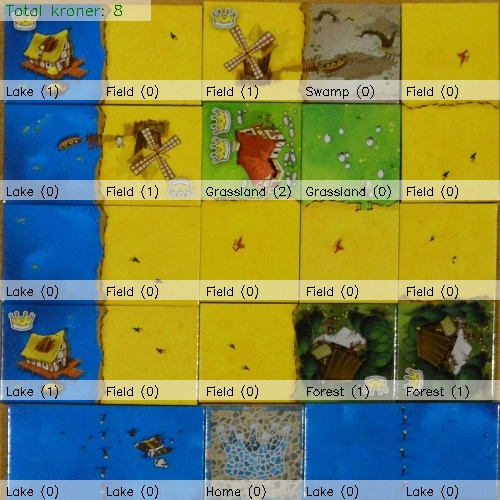 Total kroner: 8
Lake (1) Field (0) Field (1) Swamp (0) Field (0)
Lake (0) Field (1) Grassland (2) Grassland (0) Field (0)
Lake (0) Field (0) Field (0) Field (0) Field (0)
Lake (1) Field (0) Field (0) Forest (1) Forest (1)
Lake (0) Lake (0) Home (0) Lake (0) Lake (0)